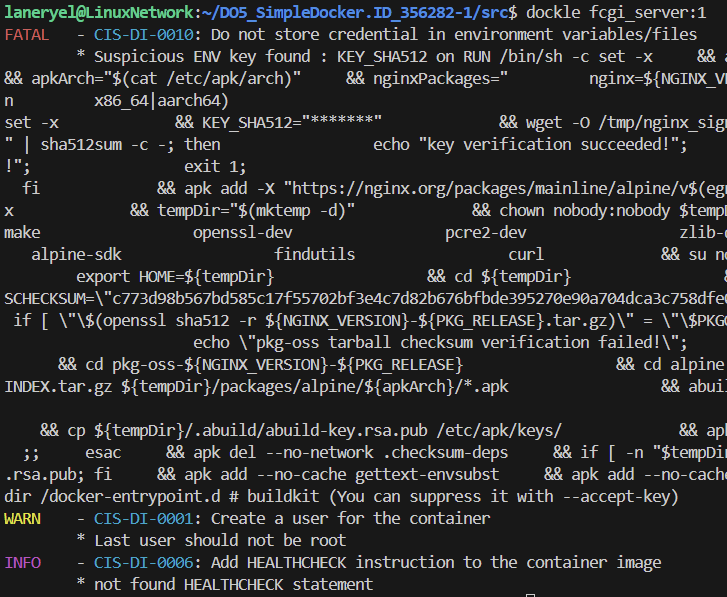 laneryel@LinuxNetwork:~/DO5_SimpleDocker.ID_356282-1/src$ dockle fcgi_server:1
FATAL - CIS-DI-0010: Do not store credential in environment variables/files
* Suspicious ENV key found : KEY_SHA512 on RUN /bin/sh -c set -x && a
&& apkArch="$(cat /etc/apk/arch)" && nginxPackages=" nginx=${NGINX_VE
n x86_64|aarch64)
set -x && KEY_SHA512="*******" && wget -O /tmp/nginx_sign
" | sha512sum -c -; then echo "key verification succeeded!";
!"; exit 1;
fi && apk add -X "https://nginx.org/packages/mainline/alpine/v$(egr
x && tempDir="$(mktemp -d)" && chown nobody:nobody $tempD
make openssl-dev pcre2-dev zlib-d
alpine-sdk findutils curl && su no
export HOME=${tempDir} && cd ${tempDir} &
SCHECKSUM=\"c773d98b567bd585c17f55702bf3e4c7d82b676bfbde395270e90a704dca3c758dfe0
if [ \"\$(openssl sha512 -r ${NGINX_VERSION}-${PKG_RELEASE}.tar.gz)\" = \"\$PKGO
echo \"pkg-oss tarball checksum verification failed!\";
&& cd pkg-oss-${NGINX_VERSION}-${PKG_RELEASE} && cd alpine
INDEX.tar.gz ${tempDir}/packages/alpine/${apkArch}/*.apk && abuil
&& cp ${tempDir}/.abuild/abuild-key.rsa.pub /etc/apk/keys/ && apk
;; esac && apk del --no-network .checksum-deps && if [ -n "$tempDir
.rsa.pub; fi && apk add --no-cache gettext-envsubst && apk add --no-cache
dir /docker-entrypoint.d # buildkit (You can suppress it with --accept-key)
WARN - CIS-DI-0001: Create a user for the container
* Last user should not be root
INFO - CIS-DI-0006: Add HEALTHCHECK instruction to the container image
* not found HEALTHCHECK statement